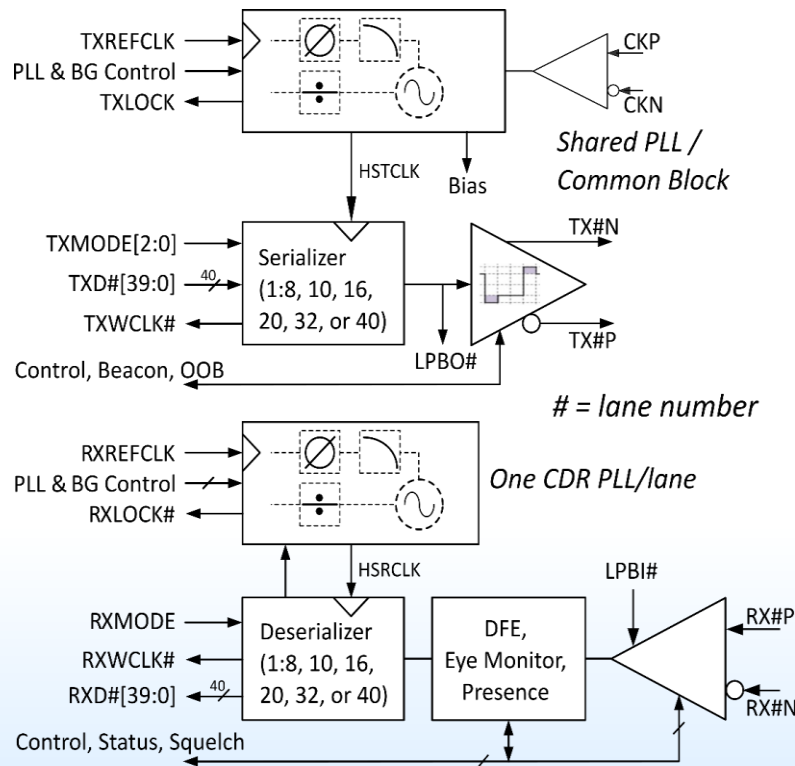 TXREFCLK
PLL & BG Control
TXLOCK
CKP
CKN
Shared PLL /
Common Block
HSTCLK
Bias
TXMODE[2:0]
TXD#[39:0]
40
TXWCLK#
Serializer
(1:8, 10, 16,
20, 32, or 40)
TX#N
TX#P
LPBO#
Control, Beacon, OOB
# = lane number
RXREFCLK
PLL & BG Control
RXLOCK#
One CDR PLL/lane
HSRCLK
LPBI#
RXMODE
RXWCLK#
RXD#[39:0]
40
Deserializer
(1:8, 10, 16,
20, 32, or 40)
DFE,
Eye Monitor,
Presence
RX#P
RX#N
Control, Status, Squelch